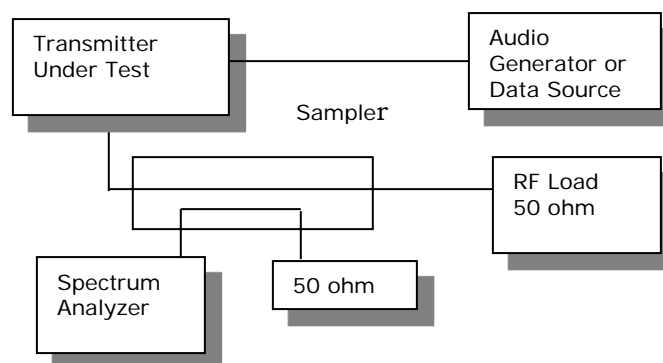 Transmitter
Under Test
Audio
Generator or
Data Source
Sampler
RF Load
50 ohm
Spectrum
Analyzer
50 ohm